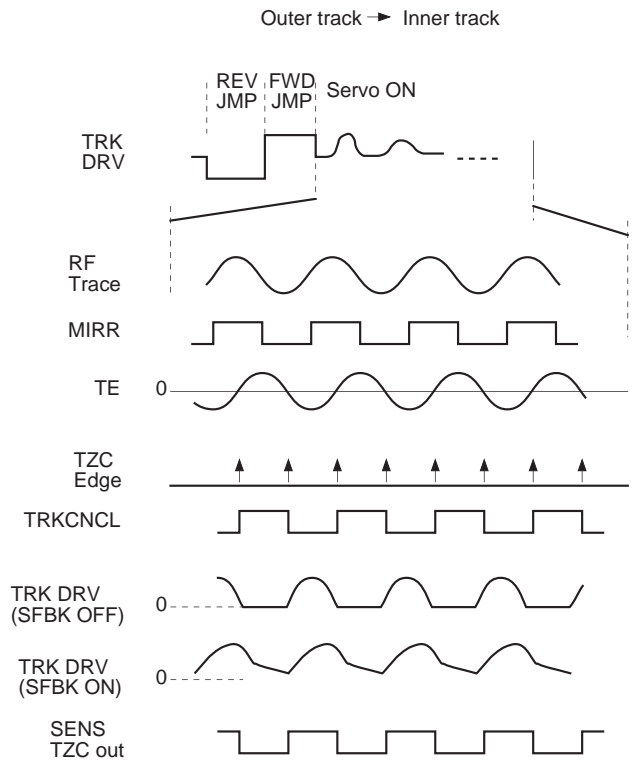 Outer track → Inner track
REV JMP
FWD JMP
Servo ON
TRK
DRV
RF
Trace
MIRR
TE
0
TZC
Edge
TRKCNCL
TRK DRV
(SFBK OFF)
0
TRK DRV
(SFBK ON)
0
SENS
TZC out